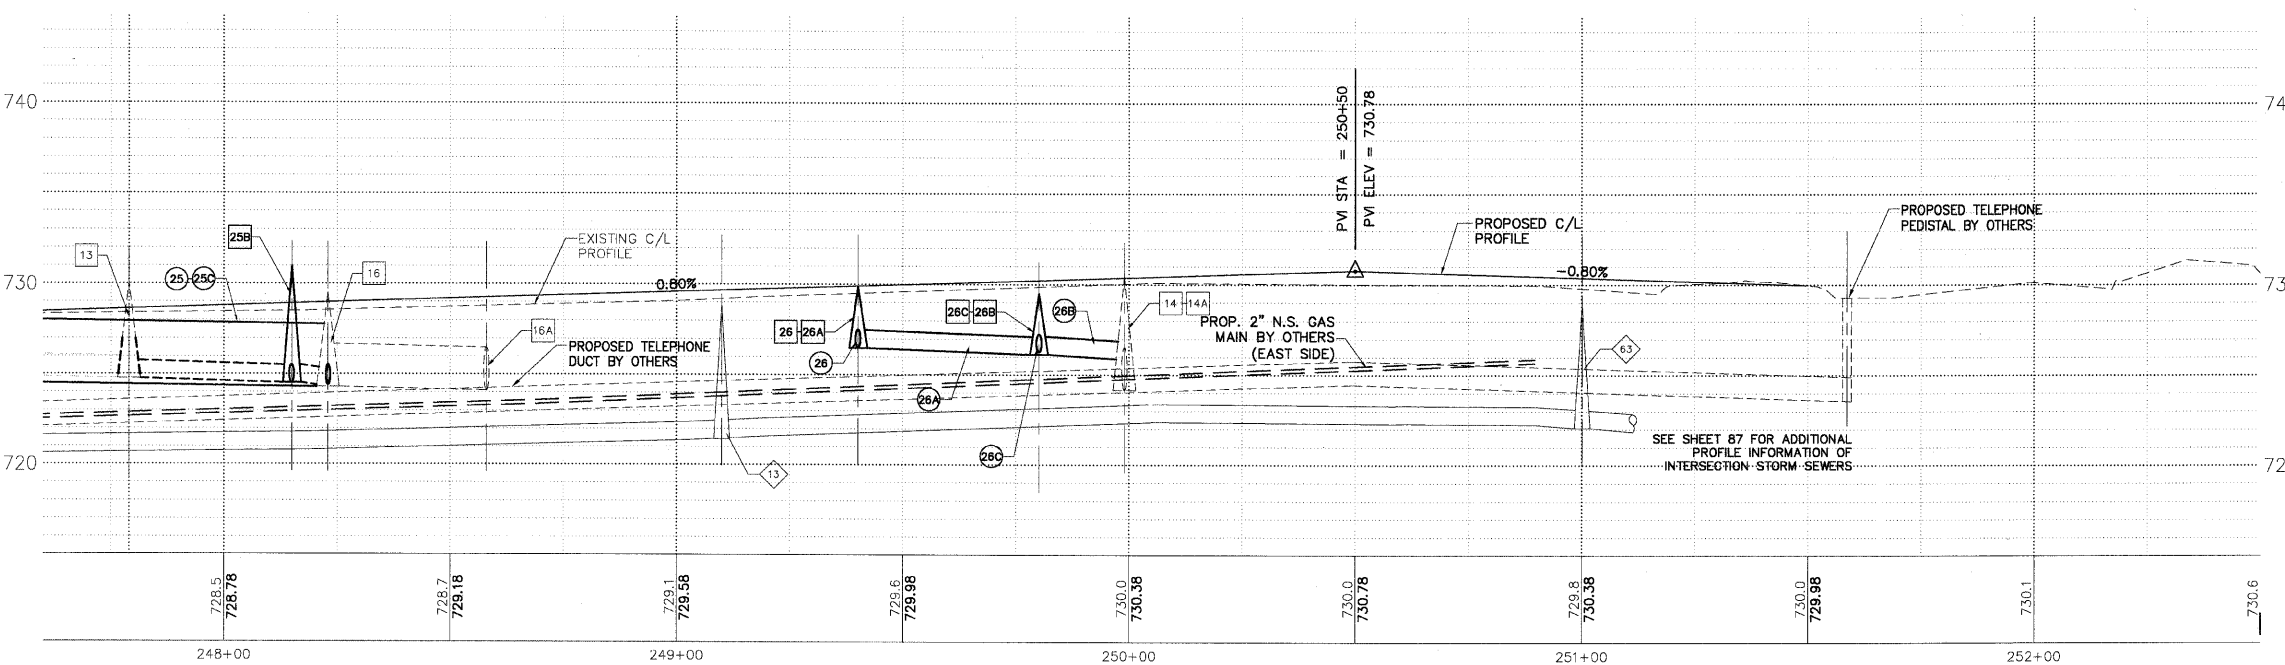 740
74
PVI STA = 250+50
PVI ELEV = 730.78
PROPOSED TELEPHONE
PEDISTAL BY OTHERS
PROPOSED C/L
PROFILE
25B
EXISTING C/L
PROFILE
13
25
25C
16
730
0.80%
-0.80%
73
26
26A
26C
26B
26B
14
14A
16A
PROPOSED TELEPHONE
DUCT BY OTHERS
26
PROP. 2" N.S. GAS
MAIN BY OTHERS
(EAST SIDE)
63
26A
SEE SHEET 87 FOR ADDITIONAL
PROFILE INFORMATION OF
INTERSECTION STORM SEWERS
26C
720
72
13
728.5
728.78
728.7
729.18
729.1
729.58
729.6
729.98
730.0
730.38
730.0
730.78
729.8
730.38
730.0
729.98
730.1
730.6
248+00
249+00
250+00
251+00
252+00